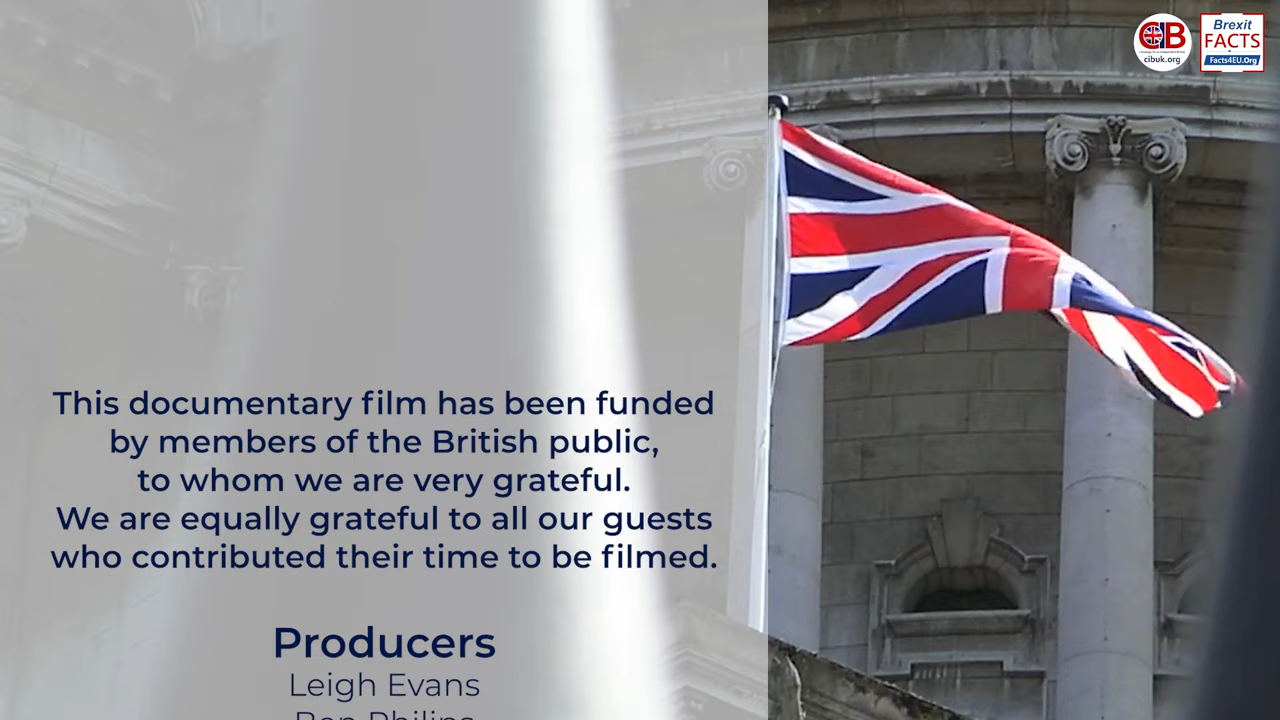 CIB
cibuk.org
Brexit
FACTS
Facts4EU.Org
This documentary film has been funded
by members of the British public,
to whom we are very grateful.
We are equally grateful to all our guests
who contributed their time to be filmed.
Producers
Leigh Evans